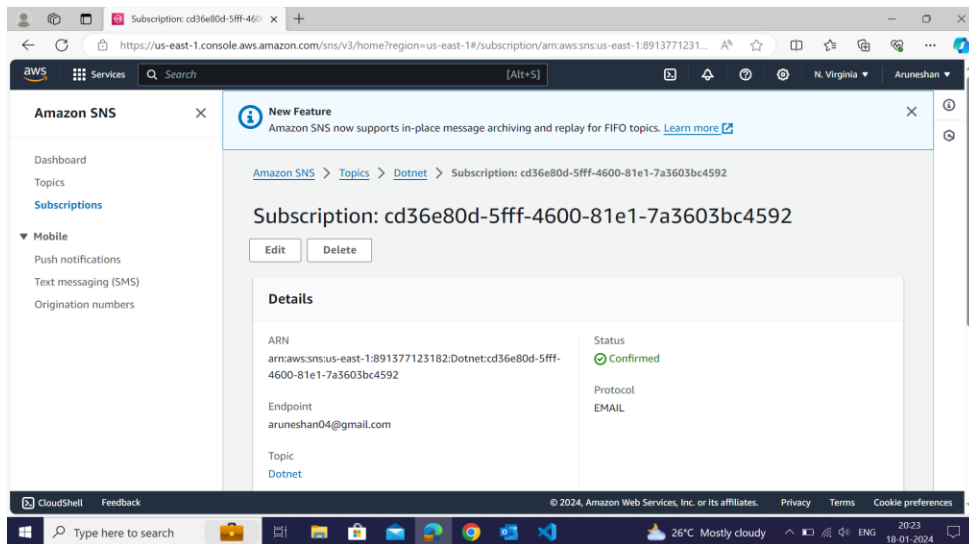 Subscription: cd36e80d-5fff-460
https://us-east-1.console.aws.amazon.com/sns/v3/home?region=us-east-1#/subscription/arn:aws:sns:us-east-1:8913771231...
aws
Services
Search
[Alt+S]
N. Virginia
Aruneshan
Amazon SNS
Dashboard
Topics
Subscriptions
Mobile
Push notifications
Text messaging (SMS)
Origination numbers
New Feature
Amazon SNS now supports in-place message archiving and replay for FIFO topics. Learn more
Amazon SNS > Topics > Dotnet > Subscription: cd36e80d-5fff-4600-81e1-7a3603bc4592
Subscription: cd36e80d-5fff-4600-81e1-7a3603bc4592
Edit
Delete
Details
ARN
arn:aws:sns:us-east-1:891377123182:Dotnet:cd36e80d-5fff-
4600-81e1-7a3603bc4592
Endpoint
aruneshan04@gmail.com
Topic
Dotnet
Status
Confirmed
Protocol
EMAIL
CloudShell
Feedback
© 2024, Amazon Web Services, Inc. or its affiliates.
Privacy
Terms
Cookie preferences
Type here to search
26°C Mostly cloudy
ENG
20:23
18-01-2024